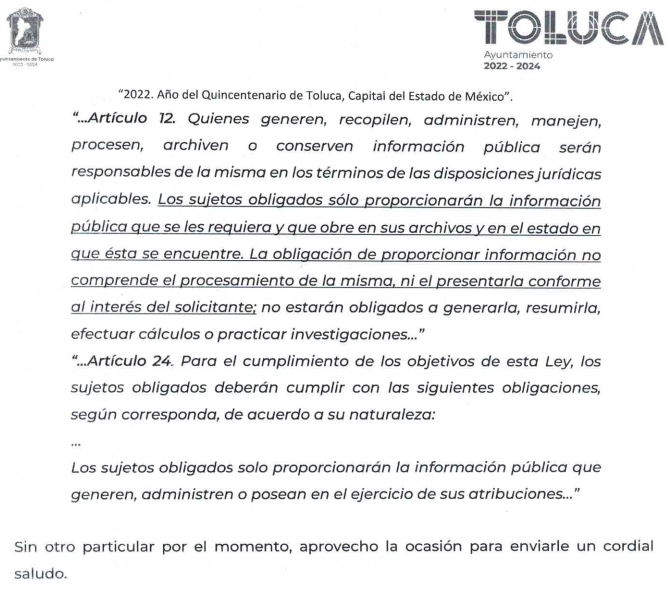 TOLUCA
Ayuntamiento de Toluca
2022 - 2024
Ayuntamiento
2022 - 2024
"2022. Año del Quincentenario de Toluca, Capital del Estado de México".
"...Artículo 12. Quienes generen, recopilen, administren, manejen,
procesen, archiven o conserven información pública serán
responsables de la misma en los términos de las disposiciones jurídicas
aplicables. Los sujetos obligados sólo proporcionarán la información
pública que se les requiera y que obre en sus archivos y en el estado en
que ésta se encuentre. La obligación de proporcionar información no
comprende el procesamiento de la misma, ni el presentarla conforme
al interés del solicitante; no estarán obligados a generarla, resumirla,
efectuar cálculos o practicar investigaciones..."
"...Artículo 24. Para el cumplimiento de los objetivos de esta Ley, los
sujetos obligados deberán cumplir con las siguientes obligaciones,
según corresponda, de acuerdo a su naturaleza:
...
Los sujetos obligados solo proporcionarán la información pública que
generen, administren o posean en el ejercicio de sus atribuciones..."
Sin otro particular por el momento, aprovecho la ocasión para enviarle un cordial
saludo.